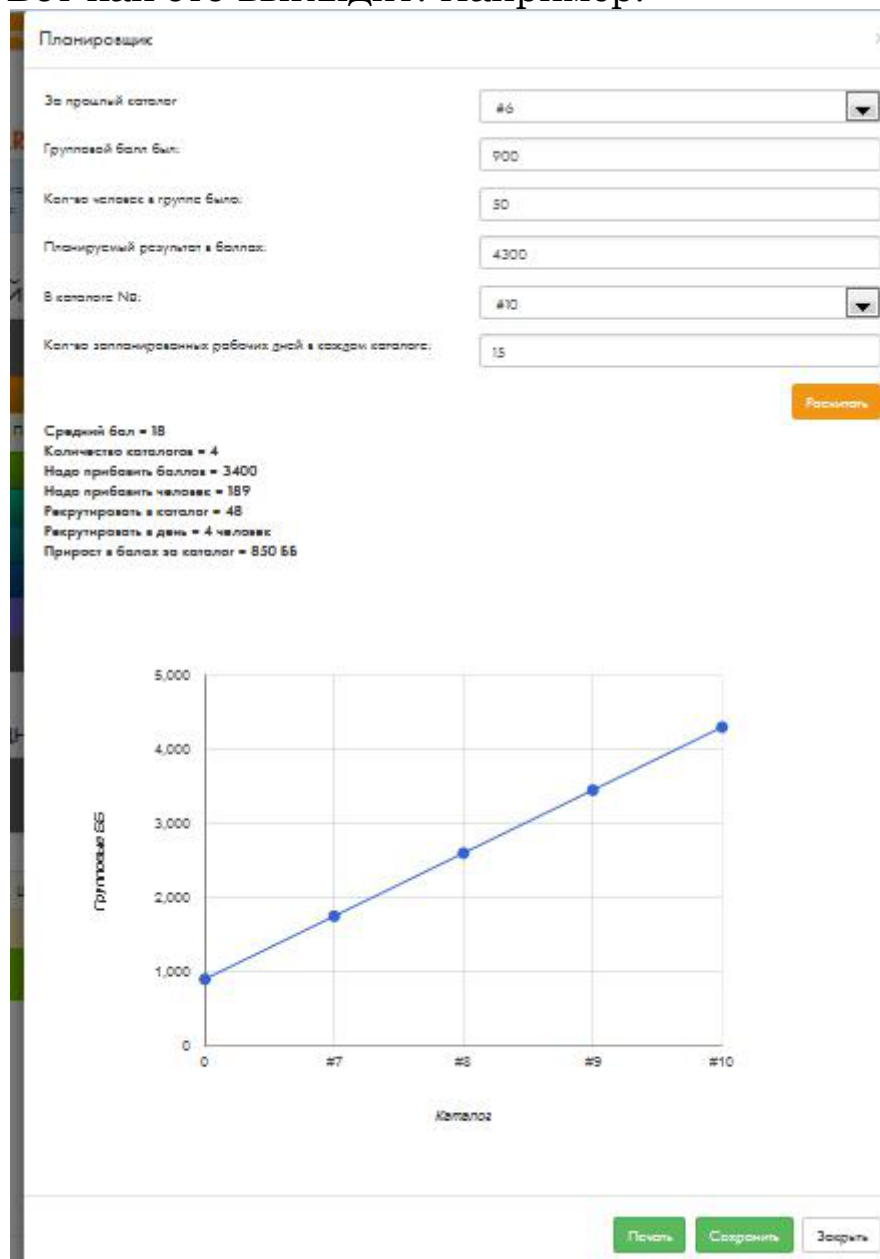 Планировщик
За прошлый каталог
#6
Групповой балл был:
900
Кол-во человек в группе было:
50
Планируемый результат в баллах:
4300
В каталоге №:
#10
Кол-во запланированных рабочих дней в каждом каталоге:
15
Расчитать
Средний бал = 18
Количество каталогов = 4
Надо прибавить баллов = 3400
Надо прибавить человек = 189
Рекрутировать в каталог = 48
Рекрутировать в день = 4 человек
Прирост в балах за каталог = 850 ББ
5,000
4,000
3,000
2,000
1,000
0
Групповые ББ
0 #7 #8 #9 #10
Каталог
Печать Сохранить Закрыть